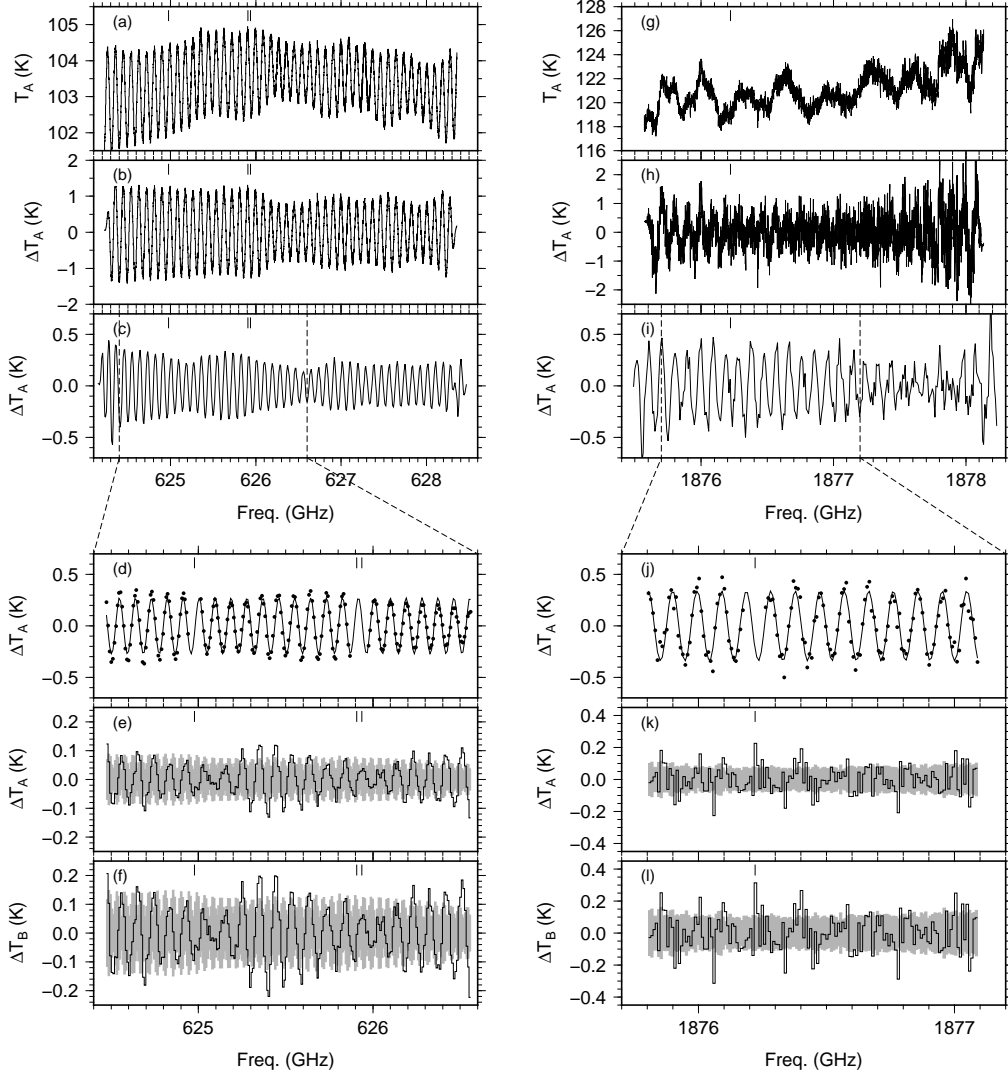 (a)
105
104
103
102
T_A (K)
(b)
2
1
0
−1
−2
ΔT_A (K)
(c)
0.5
0.0
−0.5
ΔT_A (K)
625
626
627
628
Freq. (GHz)
(d)
0.5
0.0
−0.5
ΔT_A (K)
(e)
0.2
0.1
0.0
−0.1
−0.2
ΔT_A (K)
(f)
0.2
0.1
0.0
−0.1
−0.2
ΔT_B (K)
625
626
Freq. (GHz)
(g)
128
126
124
122
120
118
116
T_A (K)
(h)
2
1
0
−1
−2
ΔT_A (K)
(i)
0.5
0.0
−0.5
ΔT_A (K)
1876
1877
1878
Freq. (GHz)
(j)
0.5
0.0
−0.5
ΔT_A (K)
(k)
0.4
0.2
0.0
−0.2
−0.4
ΔT_A (K)
(l)
0.4
0.2
0.0
−0.2
−0.4
ΔT_B (K)
1876
1877
Freq. (GHz)